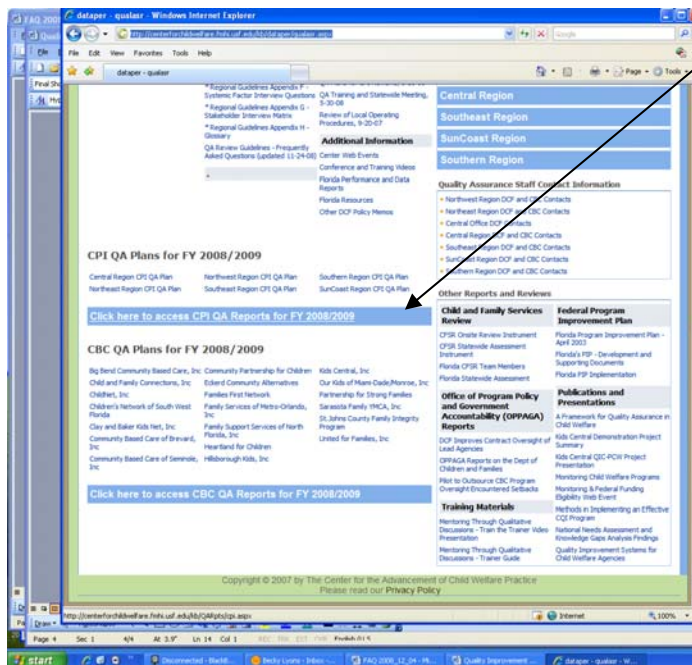 dataper - qualasr - Windows Internet Explorer
http://centerforchildwelfare.fmhi.usf.edu/kb/dataper/qualasr.aspx
Google
File Edit View Favorites Tools Help
dataper - qualasr
Page Tools
Final Sh
* Regional Guidelines Appendix F -
Systemic Factor Interview Questions
* Regional Guidelines Appendix G -
Stakeholder Interview Matrix
* Regional Guidelines Appendix H -
Glossary
QA Review Guidelines - Frequently
Asked Questions (updated 11-24-08)
QA Training and Statewide Meeting,
5-30-08
Review of Local Operating
Procedures, 9-20-07
Additional Information
Center Web Events
Conference and Training Videos
Florida Performance and Data
Reports
Florida Resources
Other DCF Policy Memos
Central Region
Southeast Region
SunCoast Region
Southern Region
Quality Assurance Staff Contact Information
Northwest Region DCF and CBC Contacts
Northeast Region DCF and CBC Contacts
Central Office DCF Contacts
Central Region DCF and CBC Contacts
Southeast Region DCF and CBC Contacts
SunCoast Region DCF and CBC Contacts
Southern Region DCF and CBC Contacts
CPI QA Plans for FY 2008/2009
Central Region CPI QA Plan
Northeast Region CPI QA Plan
Northwest Region CPI QA Plan
Southeast Region CPI QA Plan
Southern Region CPI QA Plan
SunCoast Region CPI QA Plan
Click here to access CPI QA Reports for FY 2008/2009
CBC QA Plans for FY 2008/2009
Big Bend Community Based Care, Inc
Child and Family Connections, Inc
ChildNet, Inc
Children's Network of South West
Florida
Clay and Baker Kids Net, Inc
Community Based Care of Brevard,
Inc
Community Based Care of Seminole,
Inc
Community Partnership for Children
Eckerd Community Alternatives
Families First Network
Family Services of Metro-Orlando,
Inc
Family Support Services of North
Florida, Inc
Heartland for Children
Hillsborough Kids, Inc
Kids Central, Inc
Our Kids of Miami-Dade/Monroe, Inc
Partnership for Strong Families
Sarasota Family YMCA, Inc
St. Johns County Family Integrity
Program
United for Families, Inc
Click here to access CBC QA Reports for FY 2008/2009
Other Reports and Reviews
Child and Family Services
Review
CFSR Onsite Review Instrument
CFSR Statewide Assessment
Instrument
Florida CFSR Team Members
Florida Statewide Assessment
Office of Program Policy
and Government
Accountability (OPPAGA)
Reports
DCF Improves Contract Oversight of
Lead Agencies
OPPAGA Reports on the Dept of
Children and Families
Pilot to Outsource CBC Program
Oversight Encountered Setbacks
Training Materials
Mentoring Through Qualitative
Discussions - Train the Trainer Video
Presentation
Mentoring Through Qualitative
Discussions - Trainer Guide
Federal Program
Improvement Plan
Florida Program Improvement Plan -
April 2003
Florida's PIP - Development and
Supporting Documents
Florida PIP Implementation
Publications and
Presentations
A Framework for Quality Assurance in
Child Welfare
Kids Central Demonstration Project
Summary
Kids Central QIC-PCW Project
Presentation
Monitoring Child Welfare Programs
Monitoring & Federal Funding
Eligibility Web Event
Methods in Implementing an Effective
CQI Program
National Needs Assessment and
Knowledge Gaps Analysis Findings
Quality Improvement Systems for
Child Welfare Agencies
Copyright © 2007 by The Center for the Advancement of Child Welfare Practice
Please read our Privacy Policy
http://centerforchildwelfare.fmhi.usf.edu/kb/QARpts/cpi.aspx
Internet
100%
Draw
Page 4 Sec 1 4/4 At 3.9" Ln 14 Col 1
start
Becky Lyons - Inbox -...
FAQ 2008_12_04 - Mi...
Quality Improvement ...
dataper - qualasr - W...